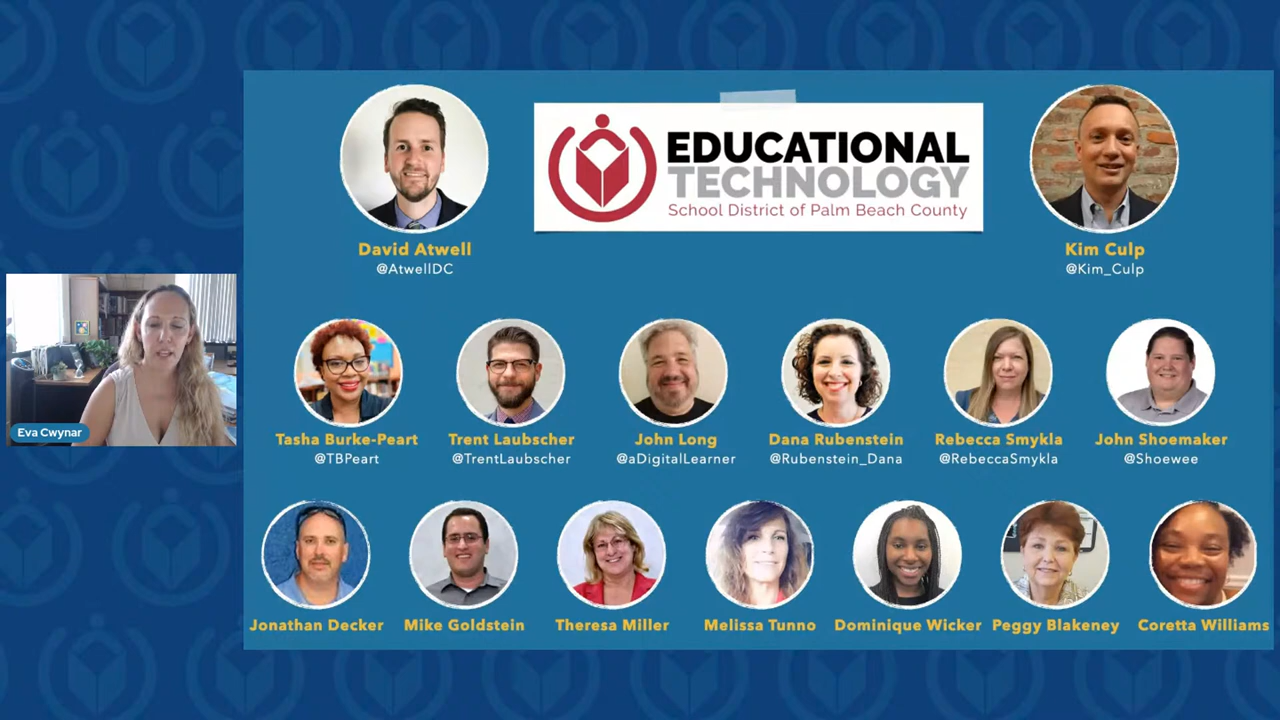 EDUCATIONAL
TECHNOLOGY
School District of Palm Beach County
David Atwell
@AtwellDC
Kim Culp
@Kim_Culp
Eva Cwynar
Tasha Burke-Peart
@TBPeart
Trent Laubscher
@TrentLaubscher
John Long
@aDigitalLearner
Dana Rubenstein
@Rubenstein_Dana
Rebecca Smykla
@RebeccaSmykla
John Shoemaker
@Shoewee
Jonathan Decker
Mike Goldstein
Theresa Miller
Melissa Tunno
Dominique Wicker
Peggy Blakeney
Coretta Williams